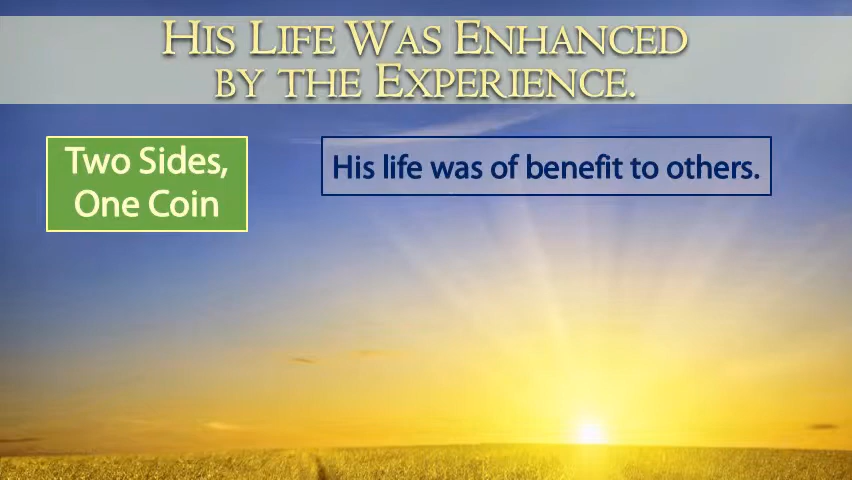 His Life Was Enhanced
by the Experience.
Two Sides,
One Coin
His life was of benefit to others.